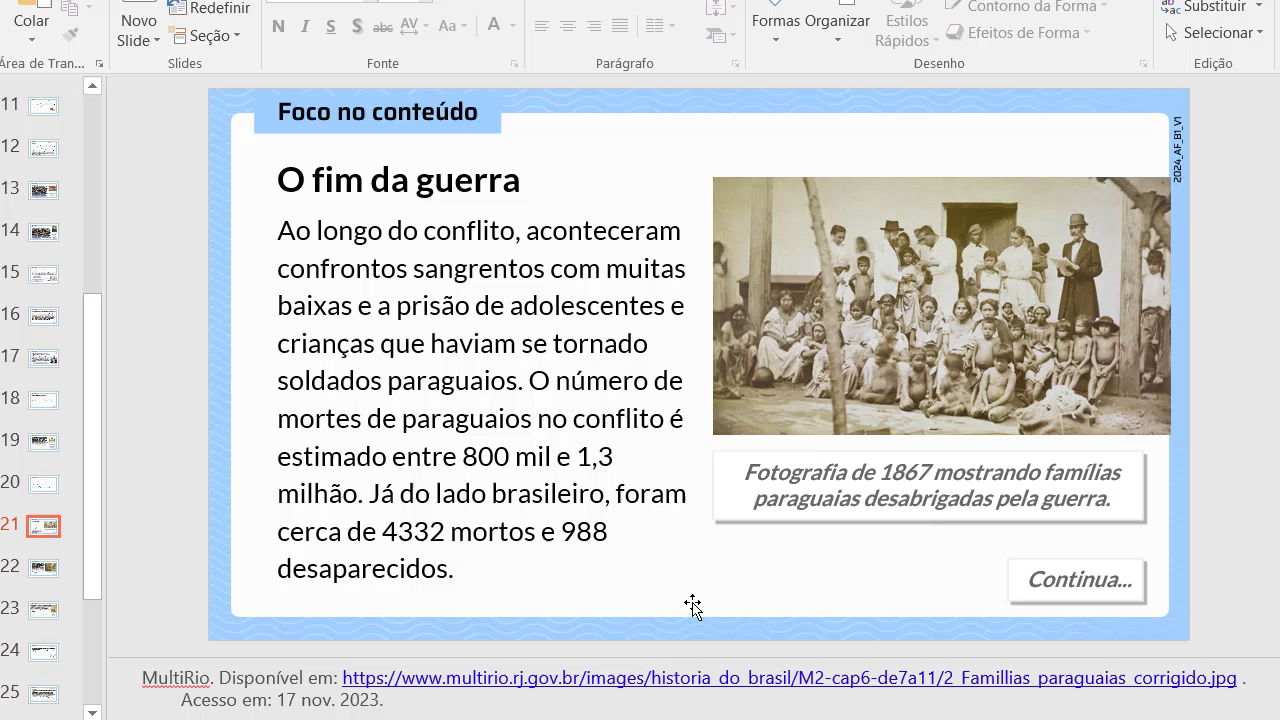 Colar
Novo
Slide
Redefinir
Seção
N I S S abc AV Aa A
Formas Organizar
Estilos
Rápidos
Contorno da Forma
Efeitos de Forma
Substituir
Selecionar
Área de Tran...
Slides
Fonte
Parágrafo
Desenho
Edição
11
12
13
14
15
16
17
18
19
20
21
22
23
24
25
Foco no conteúdo
2024_AF_B1_V1
O fim da guerra
Ao longo do conflito, aconteceram
confrontos sangrentos com muitas
baixas e a prisão de adolescentes e
crianças que haviam se tornado
soldados paraguaios. O número de
mortes de paraguaios no conflito é
estimado entre 800 mil e 1,3
milhão. Já do lado brasileiro, foram
cerca de 4332 mortos e 988
desaparecidos.
Fotografia de 1867 mostrando famílias
paraguaias desabrigadas pela guerra.
Continua...
MultiRio. Disponível em: https://www.multirio.rj.gov.br/images/historia_do_brasil/M2-cap6-de7a11/2_Famillias_paraguaias_corrigido.jpg .
Acesso em: 17 nov. 2023.